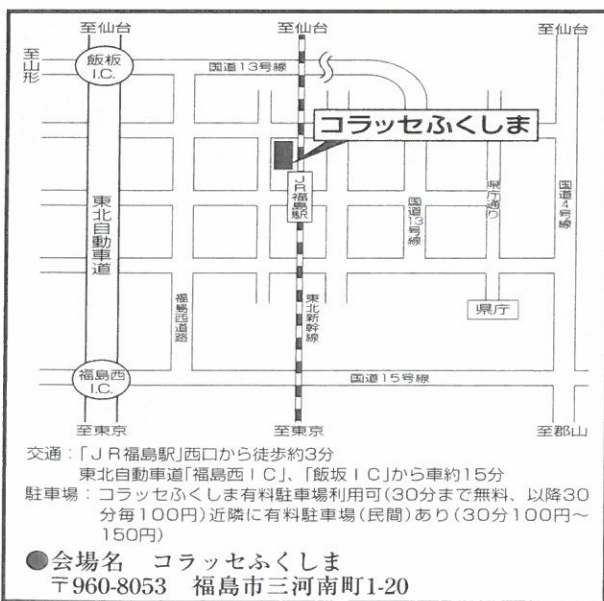 至仙台
至仙台
至仙台
至山形
飯坂
I.C.
国道13号線
コラッセふくしま
JR福島駅
東北自動車道
国道13号線
県庁通り
国道4号線
福島西道路
東北新幹線
県庁
福島西
I.C.
国道15号線
至東京
至東京
至郡山
交通：「ＪＲ福島駅」西口から徒歩約3分
東北自動車道「福島西ＩＣ」、「飯坂ＩＣ」から車約15分
駐車場：コラッセふくしま有料駐車場利用可(30分まで無料、以降30
分毎100円)近隣に有料駐車場(民間)あり(30分100円〜
150円)
●会場名　コラッセふくしま
〒960-8053　福島市三河南町1-20